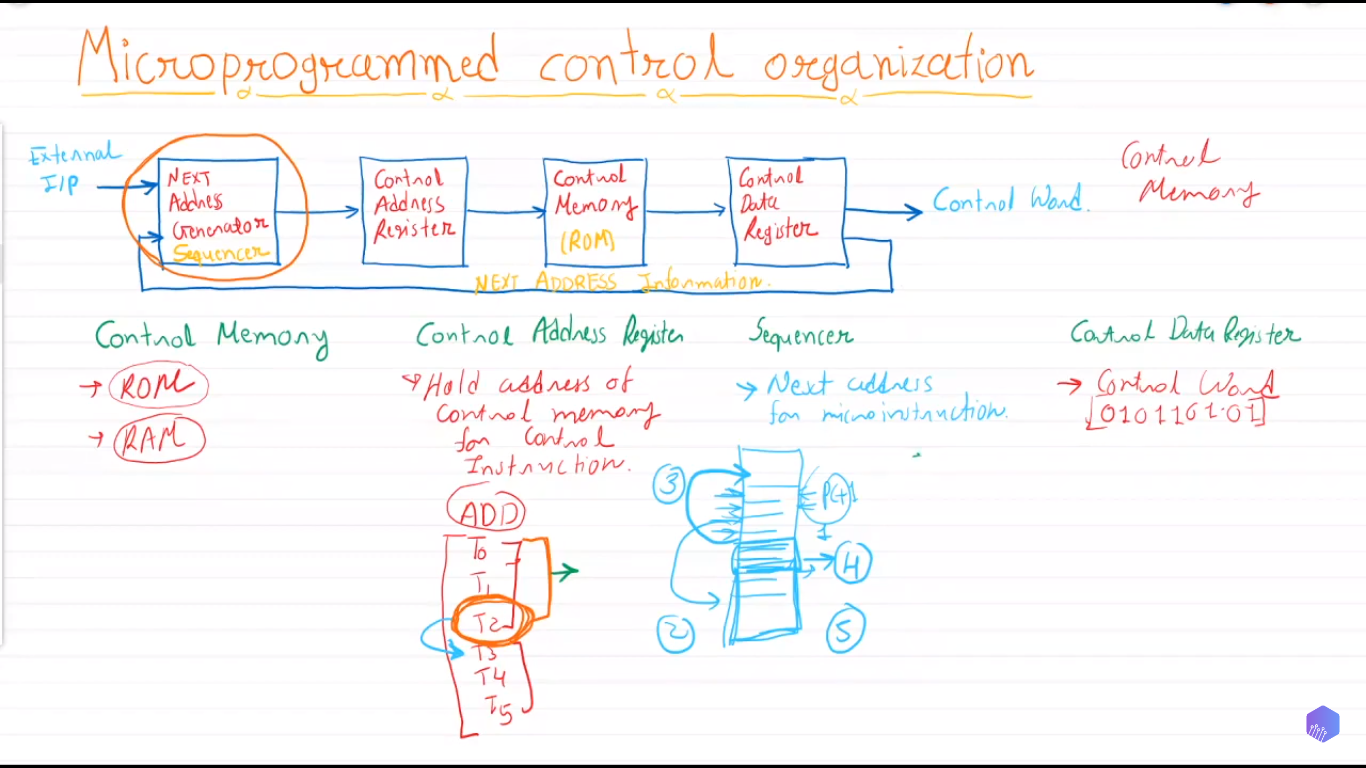 Microprogrammed control organization
External
I/P
NEXT
Address
Generator
Sequencer
Control
Address
Register
Control
Memory
(ROM)
Control
Data
Register
Control Word.
Control
Memory
NEXT ADDRESS Information.
Control Memory
→ ROM
→ RAM
Control Address Register
→ Hold address of
control memory
for Control
Instruction.
ADD
T0
T1
T2
T3
T4
T5
Sequencer
→ Next address
for microinstruction.
3
PC+1
1
2
5
Control Data Register
→ Control Word
[0101101.01]